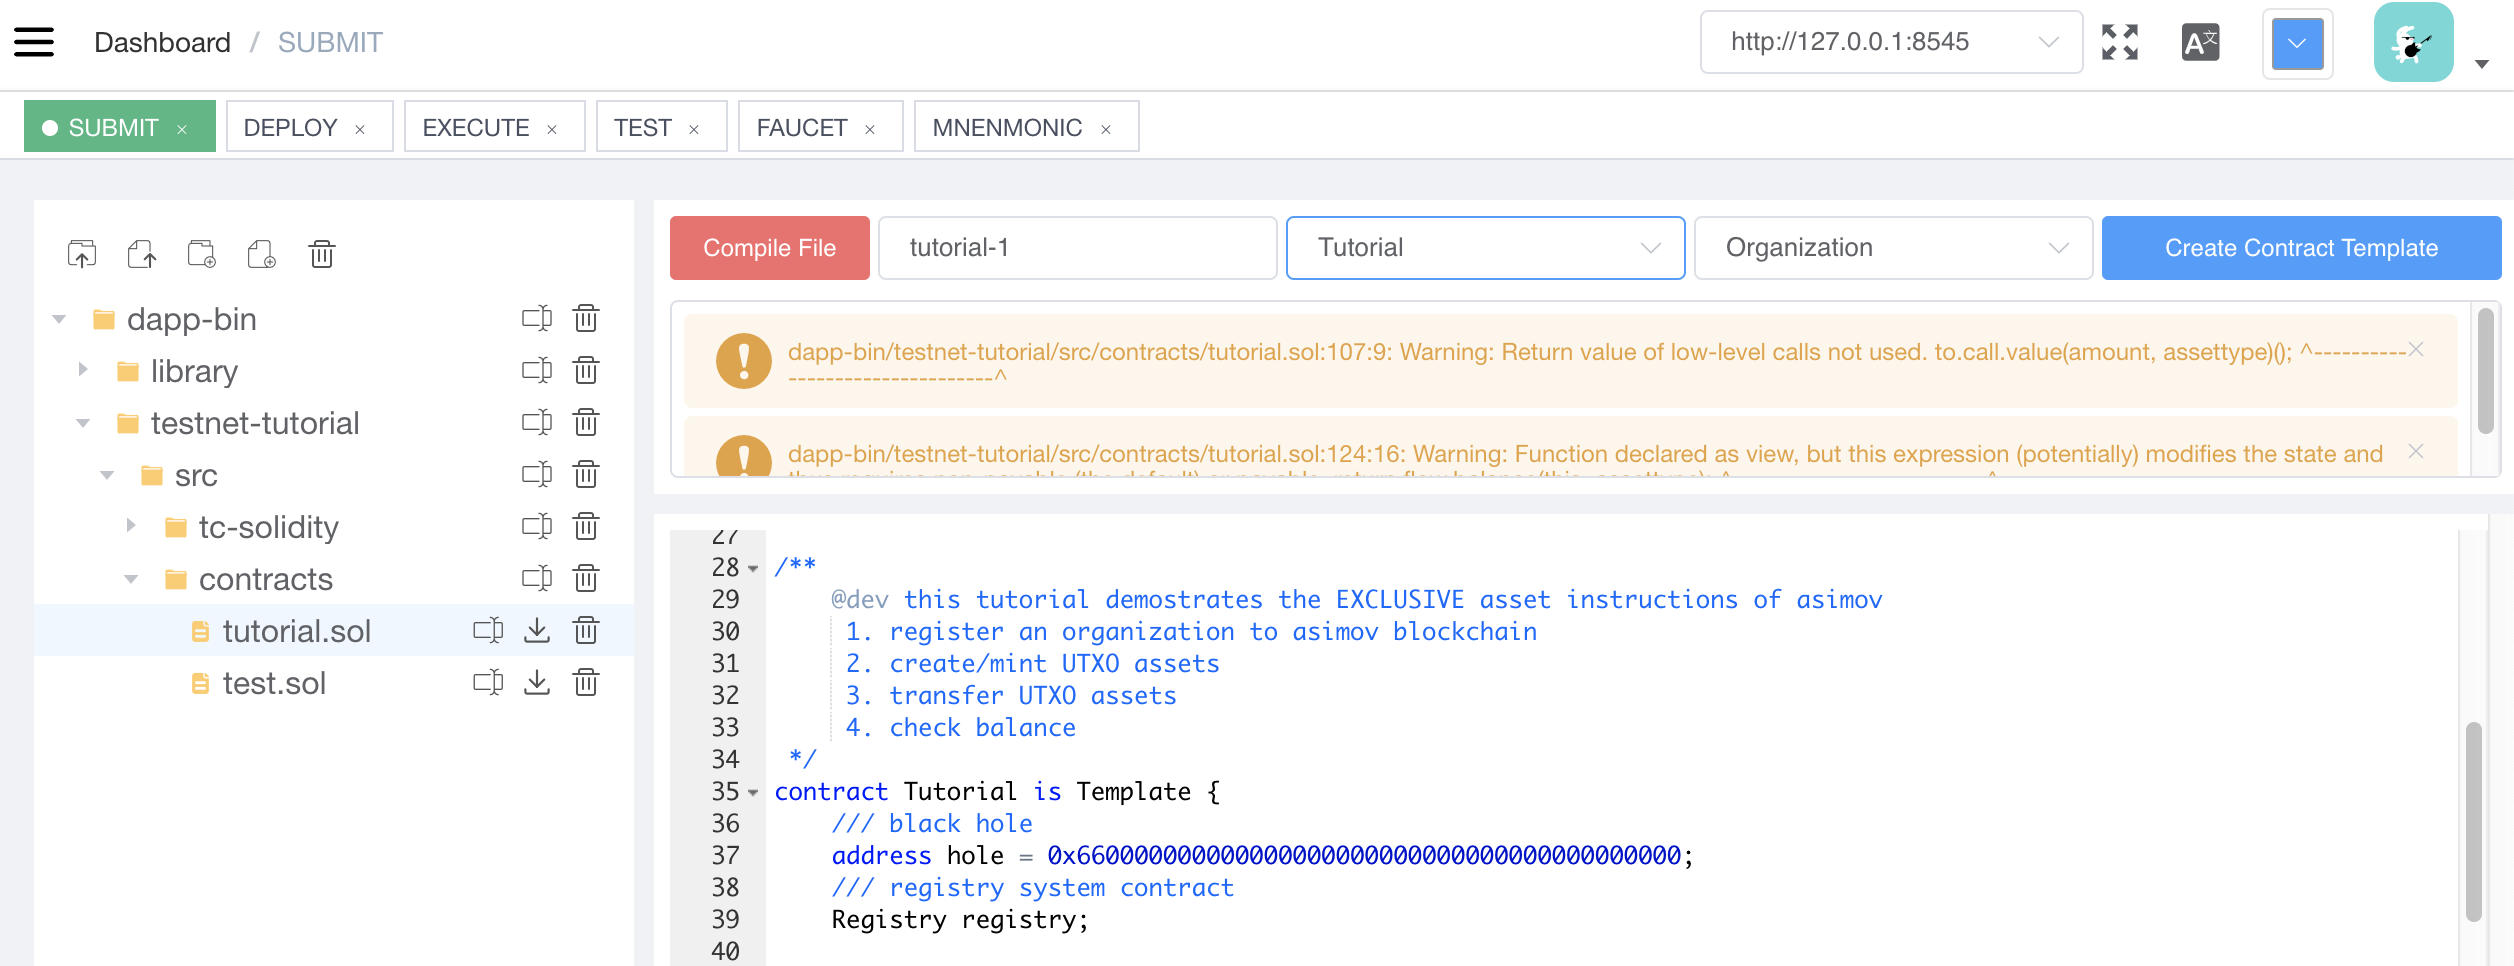 Dashboard / SUBMIT
http://127.0.0.1:8545
A文
SUBMIT ×
DEPLOY ×
EXECUTE ×
TEST ×
FAUCET ×
MNENMONIC ×
Compile File
tutorial-1
Tutorial
Organization
Create Contract Template
dapp-bin
library
testnet-tutorial
src
tc-solidity
contracts
tutorial.sol
test.sol
dapp-bin/testnet-tutorial/src/contracts/tutorial.sol:107:9: Warning: Return value of low-level calls not used. to.call.value(amount, assettype)(); ^----------
----------------------^
dapp-bin/testnet-tutorial/src/contracts/tutorial.sol:124:16: Warning: Function declared as view, but this expression (potentially) modifies the state and
27
28 /**
29 @dev this tutorial demostrates the EXCLUSIVE asset instructions of asimov
30 1. register an organization to asimov blockchain
31 2. create/mint UTXO assets
32 3. transfer UTXO assets
33 4. check balance
34 */
35 contract Tutorial is Template {
36 /// black hole
37 address hole = 0x660000000000000000000000000000000000000000;
38 /// registry system contract
39 Registry registry;
40